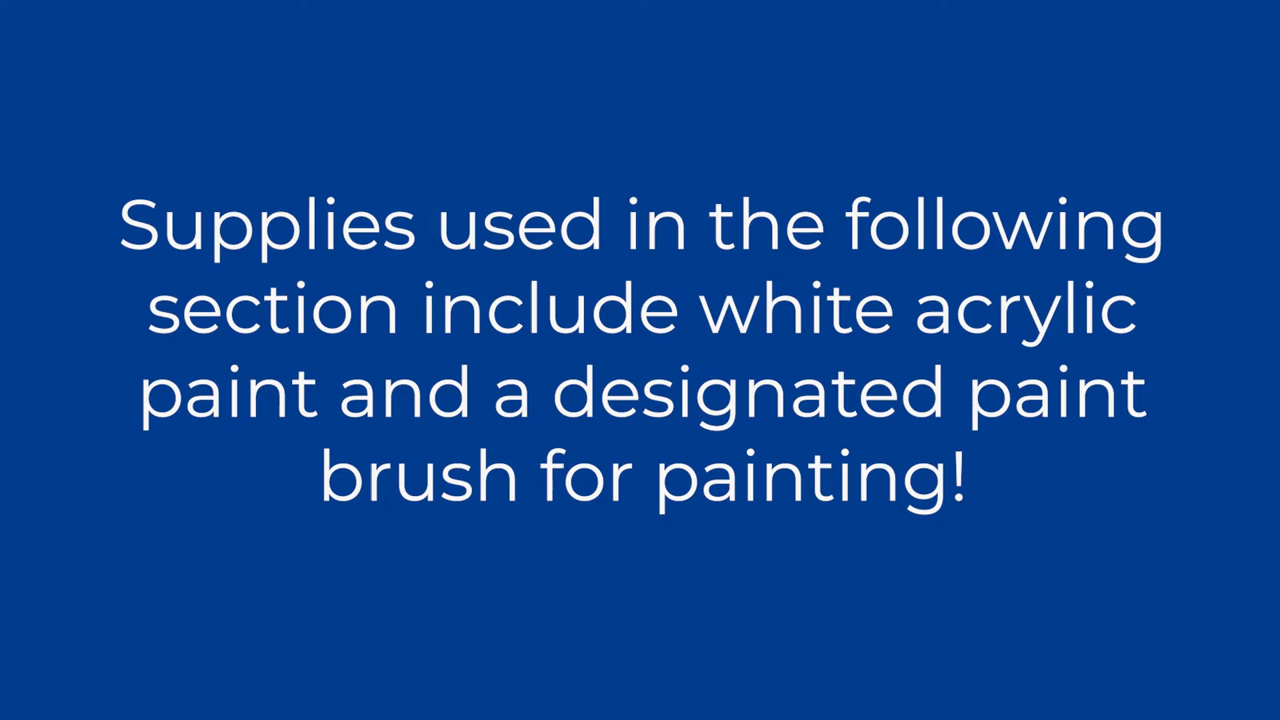 Supplies used in the following
section include white acrylic
paint and a designated paint
brush for painting!